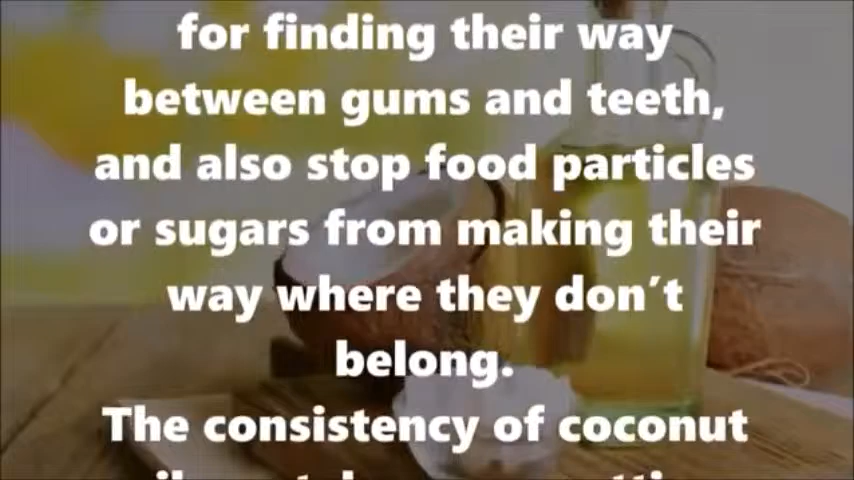 for finding their way
between gums and teeth,
and also stop food particles
or sugars from making their
way where they don´t
belong.
The consistency of coconut